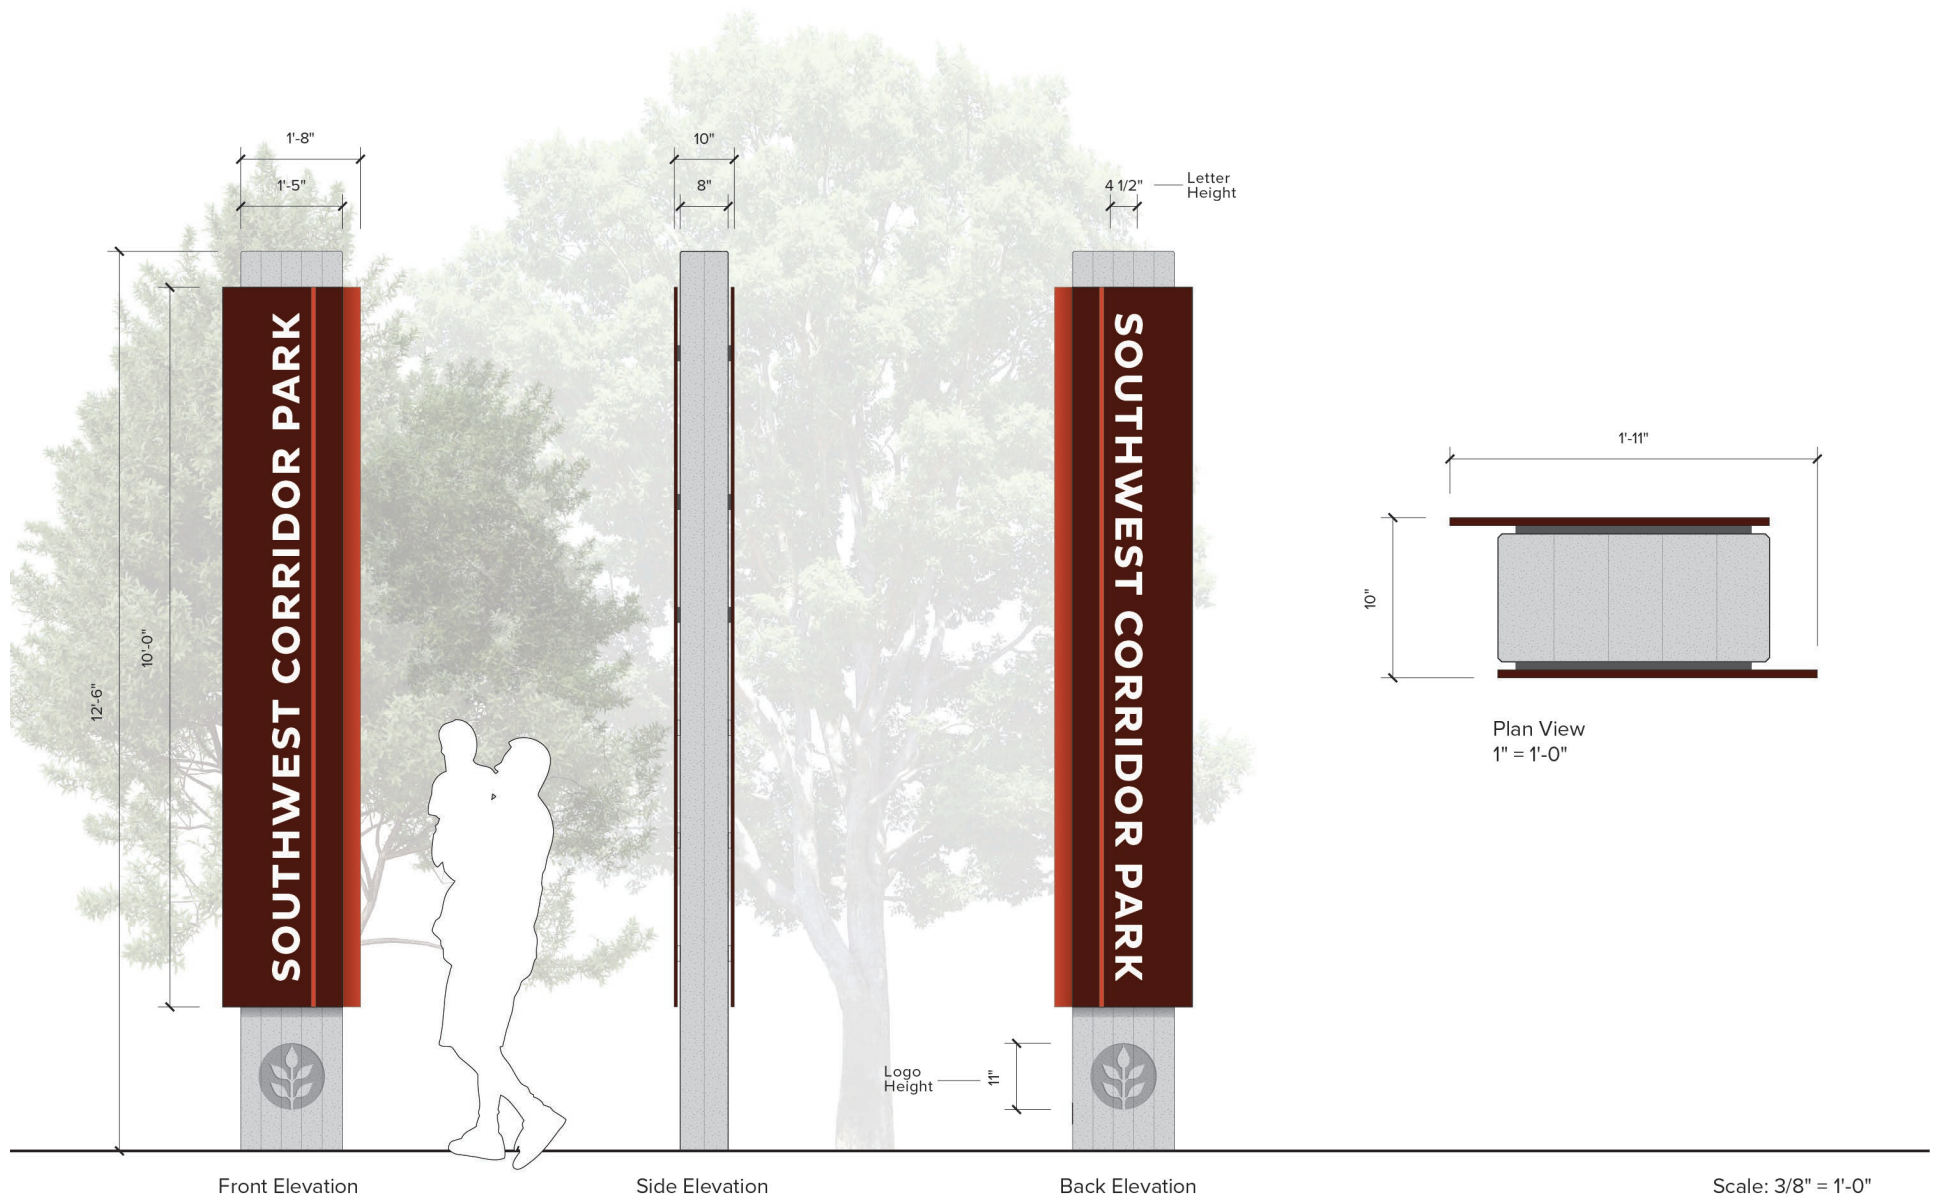 1'-8"
1'-5"
10"
8"
4 1/2"
Letter
Height
SOUTHWEST CORRIDOR PARK
SOUTHWEST CORRIDOR PARK
12'-6"
10'-0"
Logo
Height
11"
1'-11"
10"
Plan View
1" = 1'-0"
Front Elevation
Side Elevation
Back Elevation
Scale: 3/8" = 1'-0"